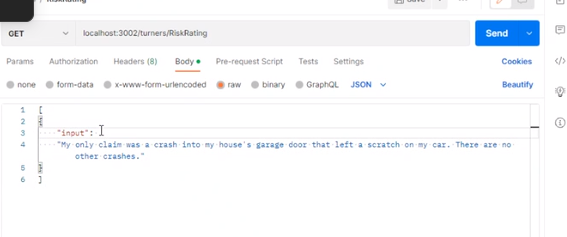 RiskRating
Save
GET
localhost:3002/turners/RiskRating
Send
Params Authorization Headers (8) Body Pre-request Script Tests Settings Cookies
none form-data x-www-form-urlencoded raw binary GraphQL JSON Beautify
1 [
2 {
3 "input":
4 "My only claim was a crash into my house's garage door that left a scratch on my car. There are no
other crashes."
5 }
6 ]